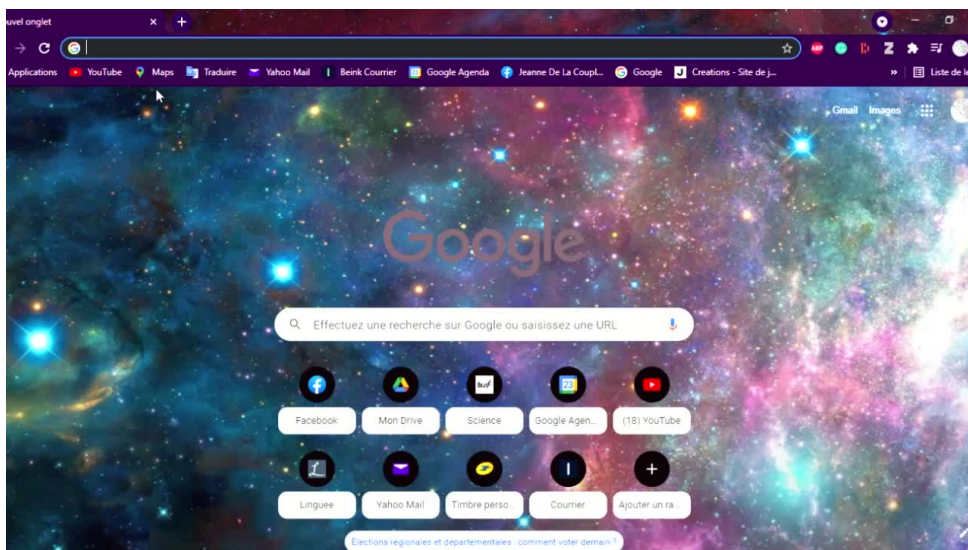 ouvel onglet
Applications YouTube Maps Traduire Yahoo Mail Beink Courrier Google Agenda Jeanne De La Coupl... Google Creations - Site de j... » Liste de le
Gmail Images
Google
Effectuez une recherche sur Google ou saisissez une URL
Facebook Mon Drive Science Google Agen... (18) YouTube
Linguee Yahoo Mail Timbre perso... Courrier Ajouter un ra...
Elections régionales et départementales : comment voter demain ?